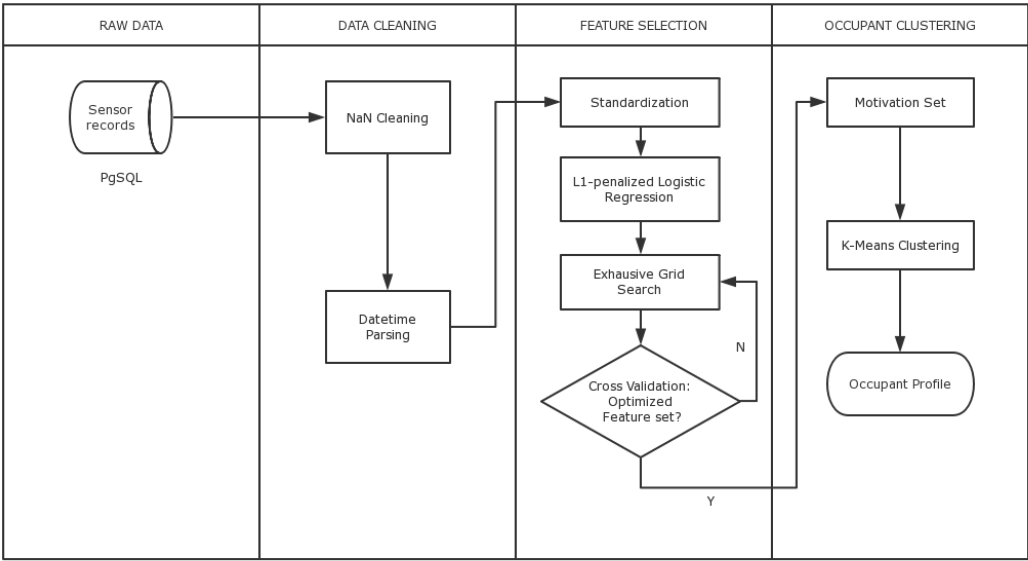 RAW DATA
DATA CLEANING
FEATURE SELECTION
OCCUPANT CLUSTERING
Sensor
records
PgSQL
NaN Cleaning
Datetime
Parsing
Standardization
L1-penalized Logistic
Regression
Exhausive Grid
Search
N
Cross Validation:
Optimized
Feature set?
Y
Motivation Set
K-Means Clustering
Occupant Profile